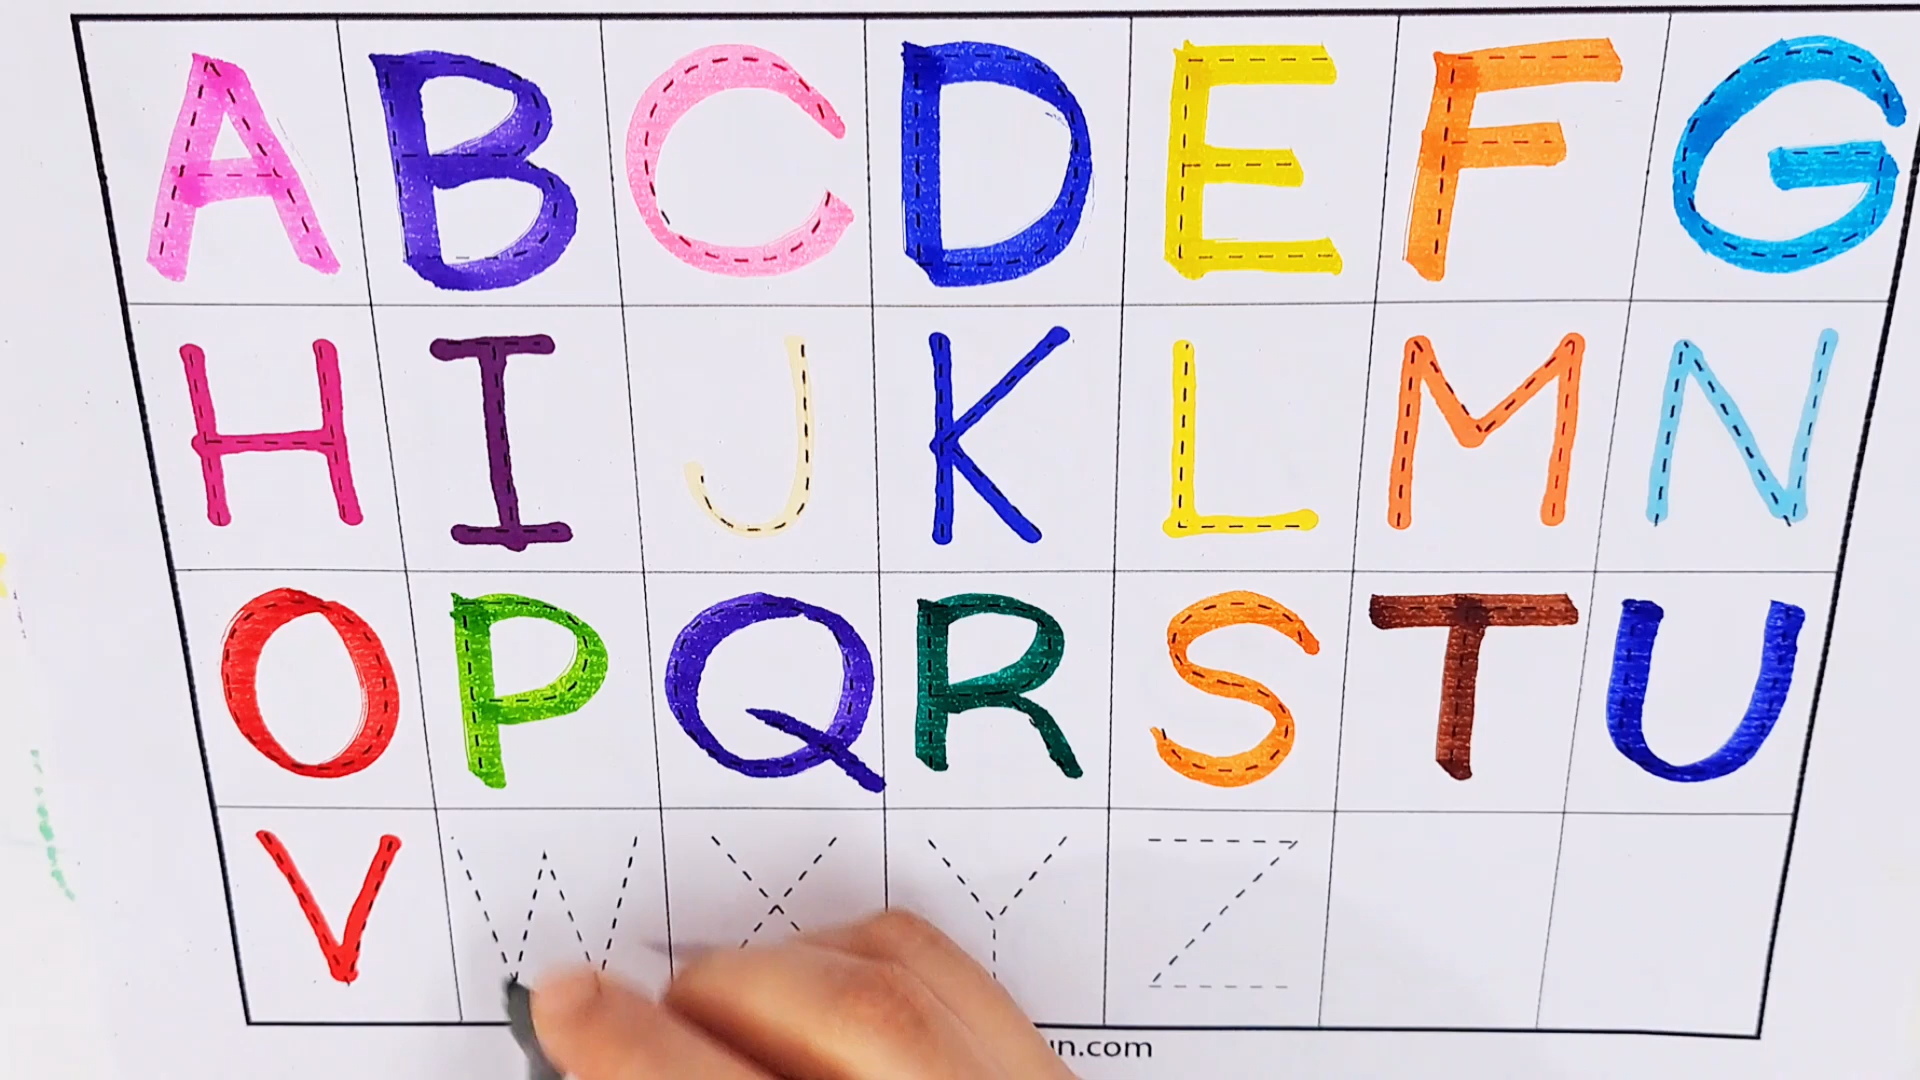 A B C D E F G
H I J K L M N
O P Q R S T U
V W X Y Z
n.com